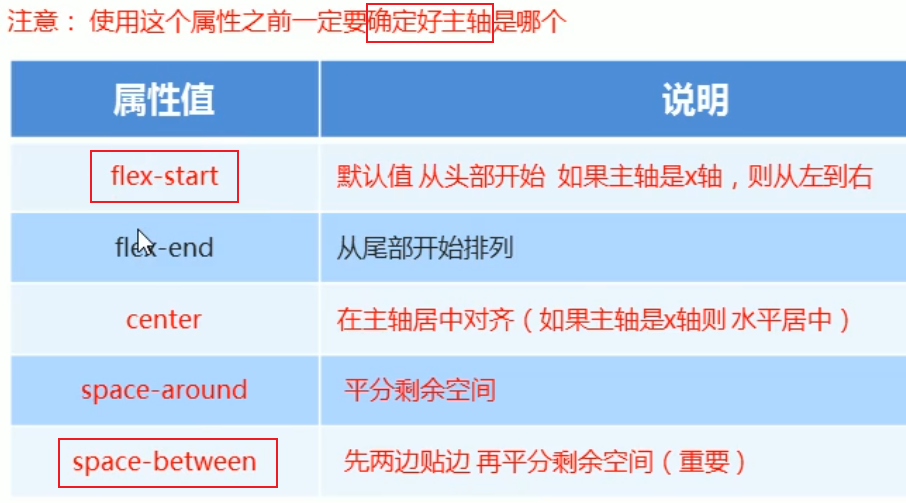 注意： 使用这个属性之前一定要确定好主轴是哪个
属性值 说明
flex-start 默认值 从头部开始 如果主轴是x轴，则从左到右
flex-end 从尾部开始排列
center 在主轴居中对齐（如果主轴是x轴则 水平居中）
space-around 平分剩余空间
space-between 先两边贴边 再平分剩余空间（重要）